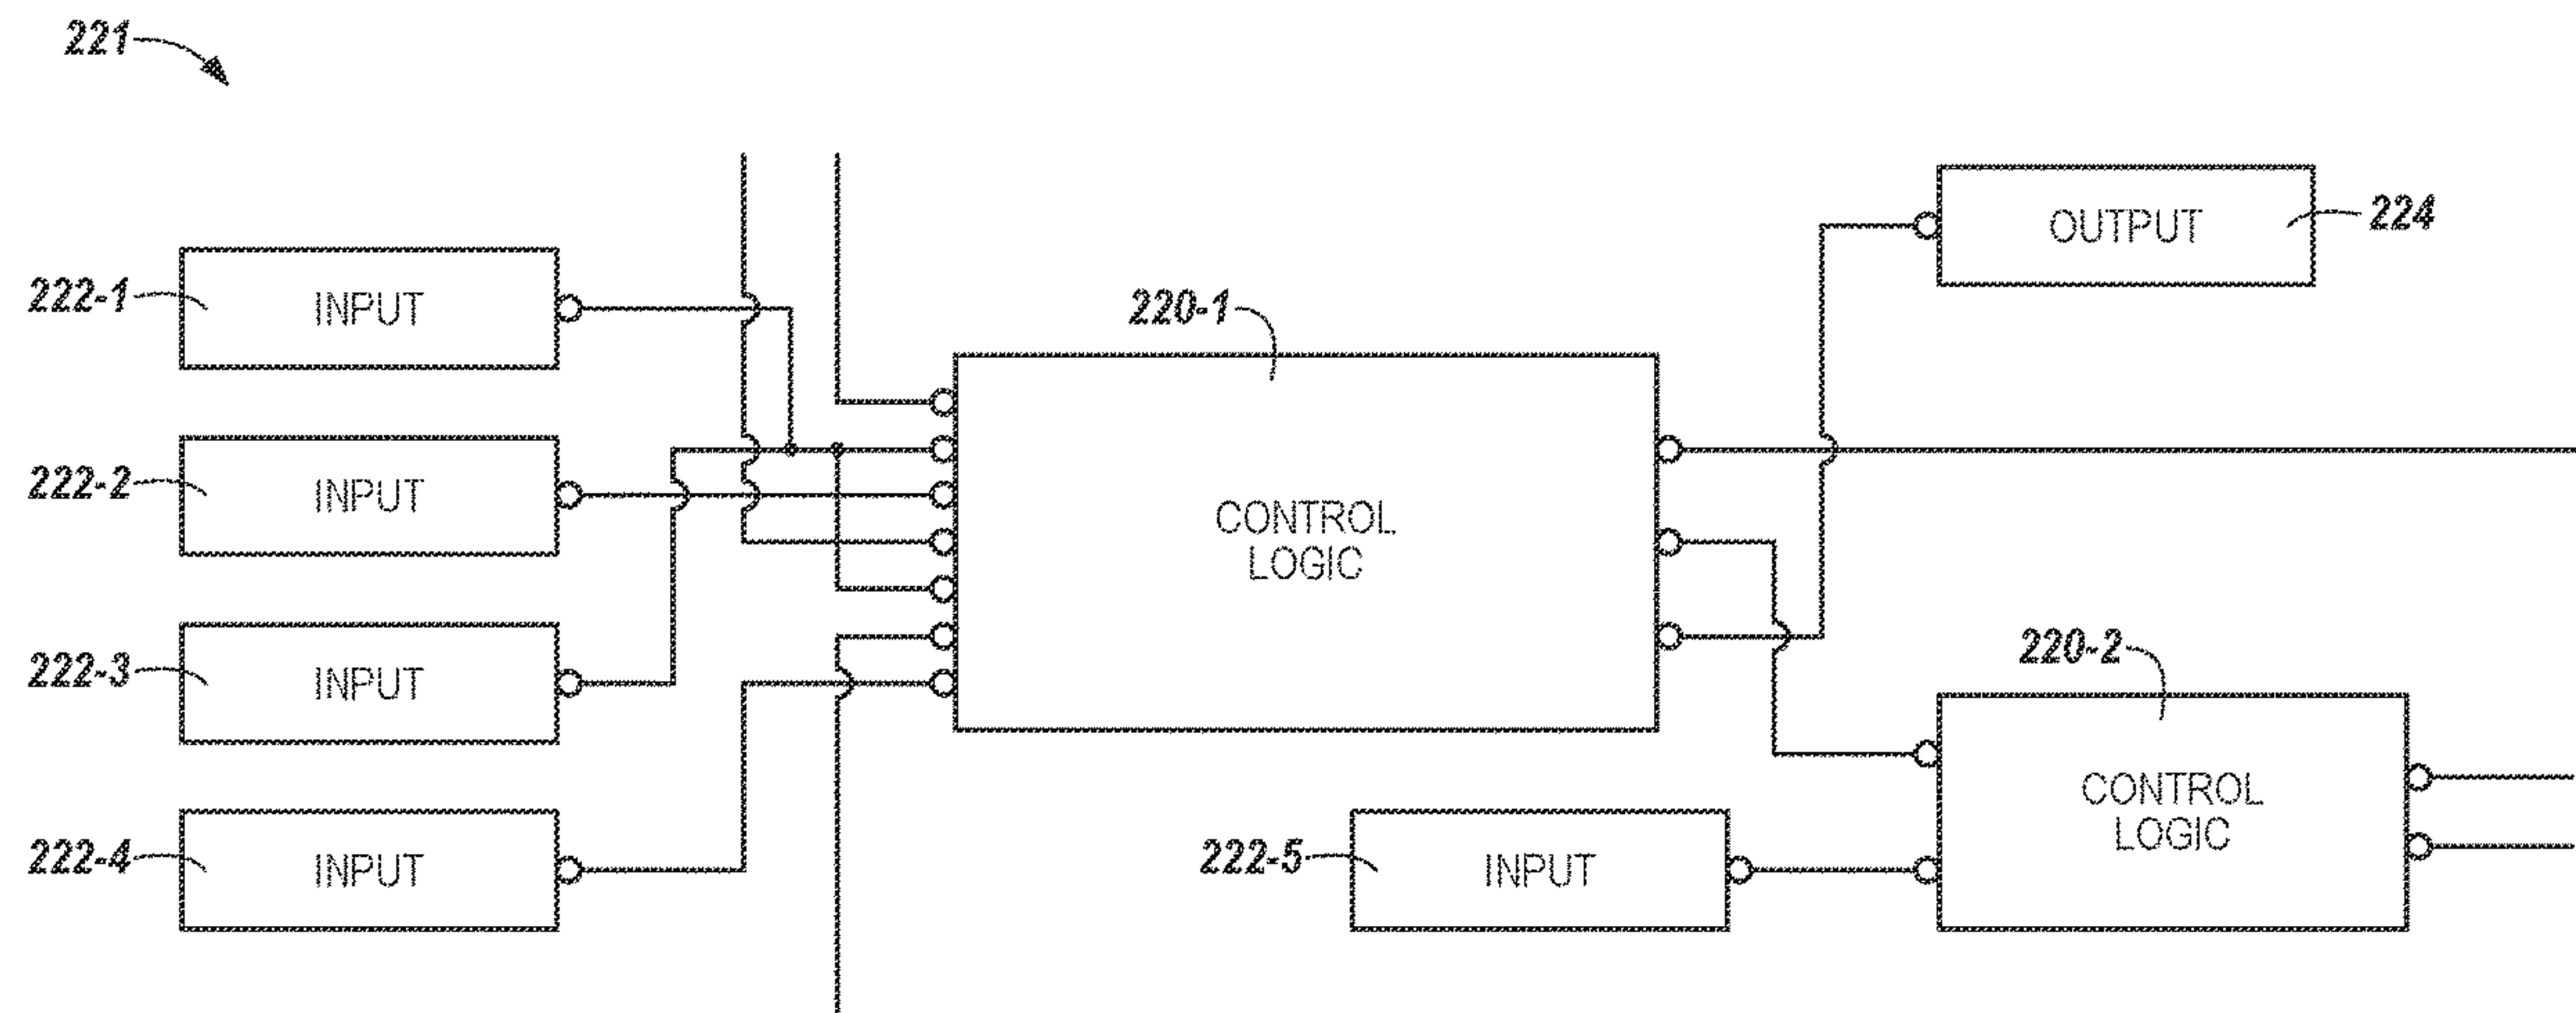 221
OUTPUT
224
222-1
INPUT
220-1
222-2
INPUT
CONTROL
LOGIC
222-3
INPUT
220-2
CONTROL
LOGIC
222-4
INPUT
222-5
INPUT